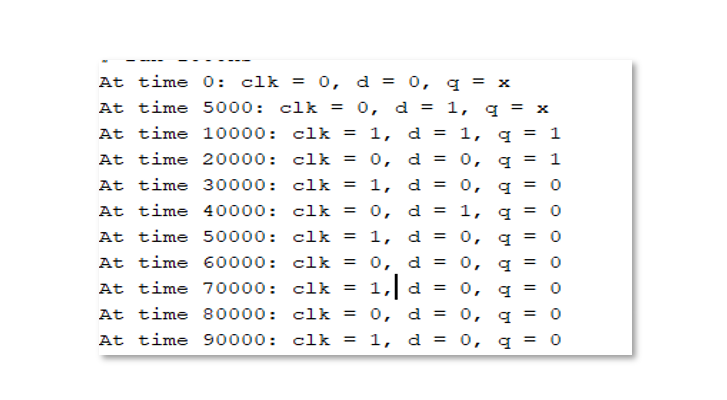 At time 0: clk = 0, d = 0, q = x
At time 5000: clk = 0, d = 1, q = x
At time 10000: clk = 1, d = 1, q = 1
At time 20000: clk = 0, d = 0, q = 1
At time 30000: clk = 1, d = 0, q = 0
At time 40000: clk = 0, d = 1, q = 0
At time 50000: clk = 1, d = 0, q = 0
At time 60000: clk = 0, d = 0, q = 0
At time 70000: clk = 1, d = 0, q = 0
At time 80000: clk = 0, d = 0, q = 0
At time 90000: clk = 1, d = 0, q = 0